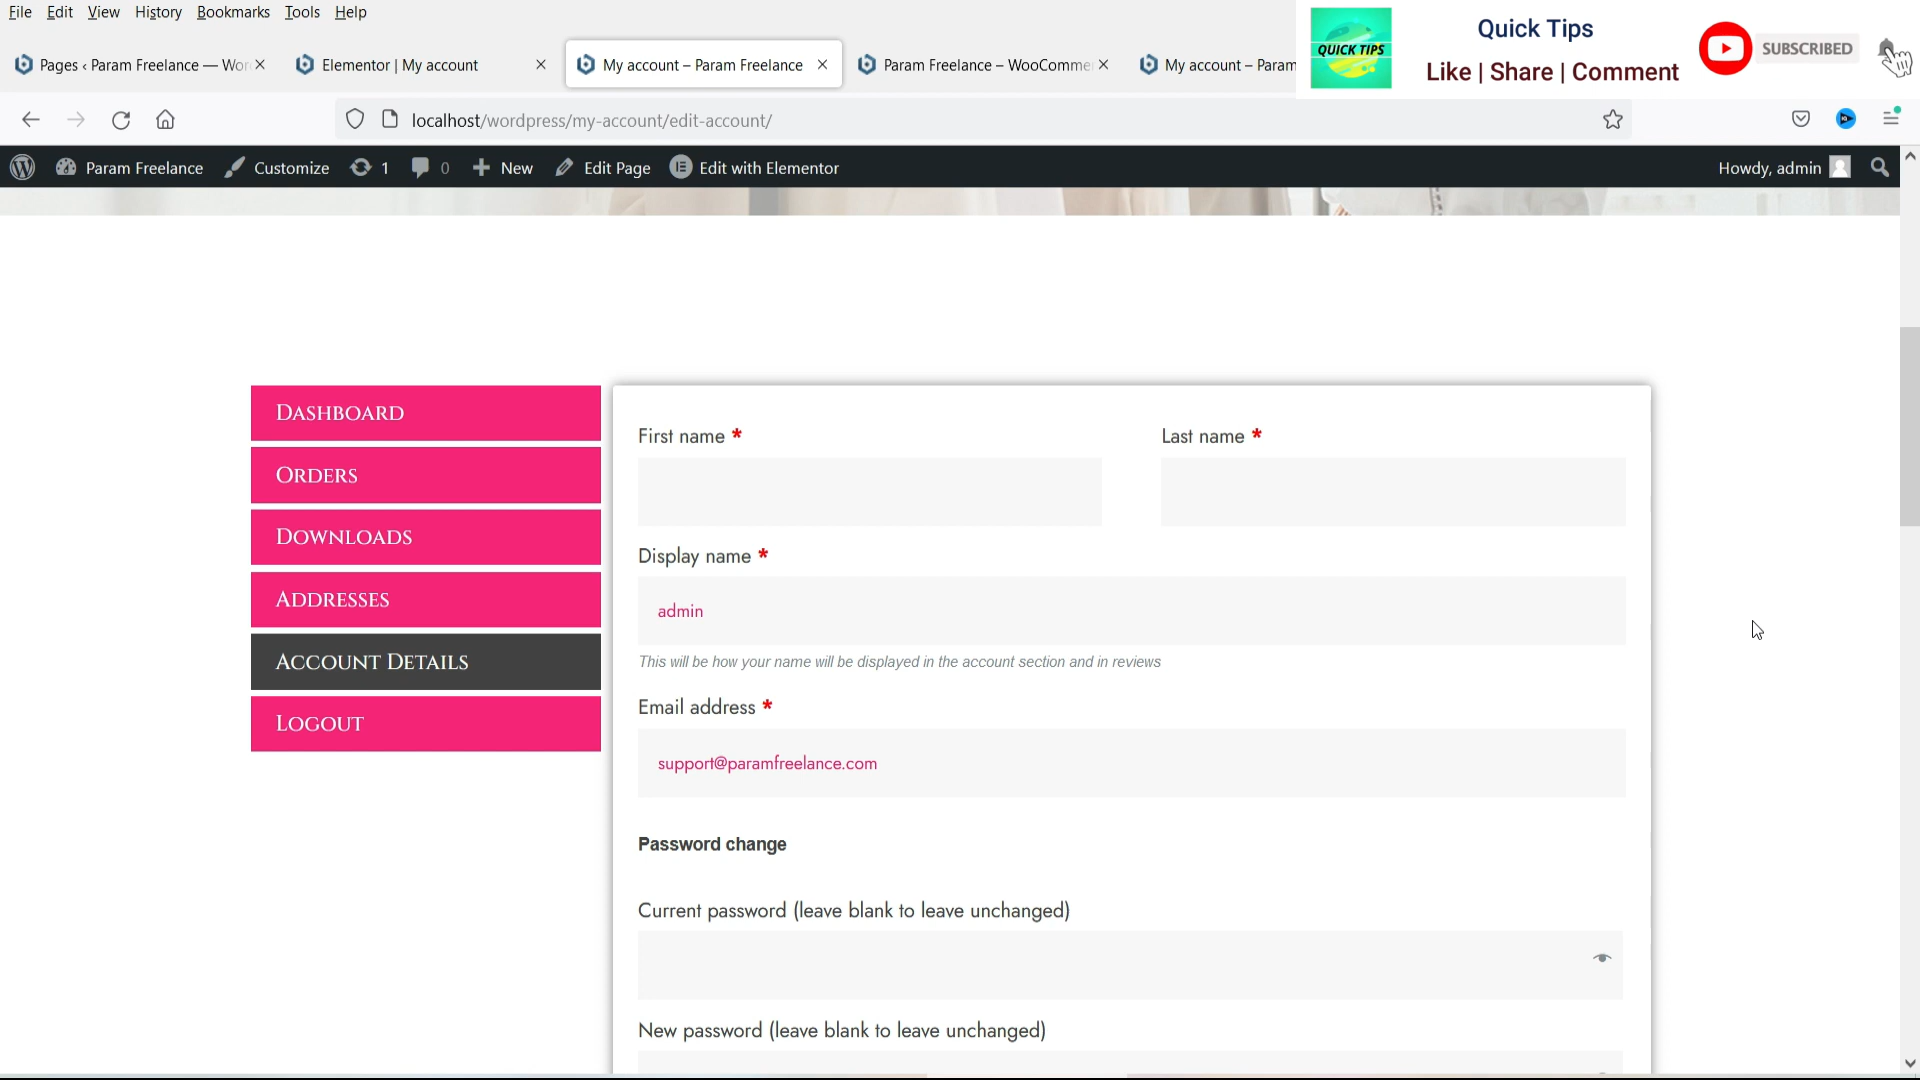 File Edit View History Bookmarks Tools Help
Quick Tips
QUICK TIPS
SUBSCRIBED
Like | Share | Comment
Pages ‹ Param Freelance — Wor
Elementor | My account
My account – Param Freelance
Param Freelance – WooComme
My account – Param
localhost/wordpress/my-account/edit-account/
Param Freelance Customize 1 0 New Edit Page Edit with Elementor Howdy, admin
DASHBOARD
ORDERS
DOWNLOADS
ADDRESSES
ACCOUNT DETAILS
LOGOUT
First name *
Last name *
Display name *
admin
This will be how your name will be displayed in the account section and in reviews
Email address *
support@paramfreelance.com
Password change
Current password (leave blank to leave unchanged)
New password (leave blank to leave unchanged)